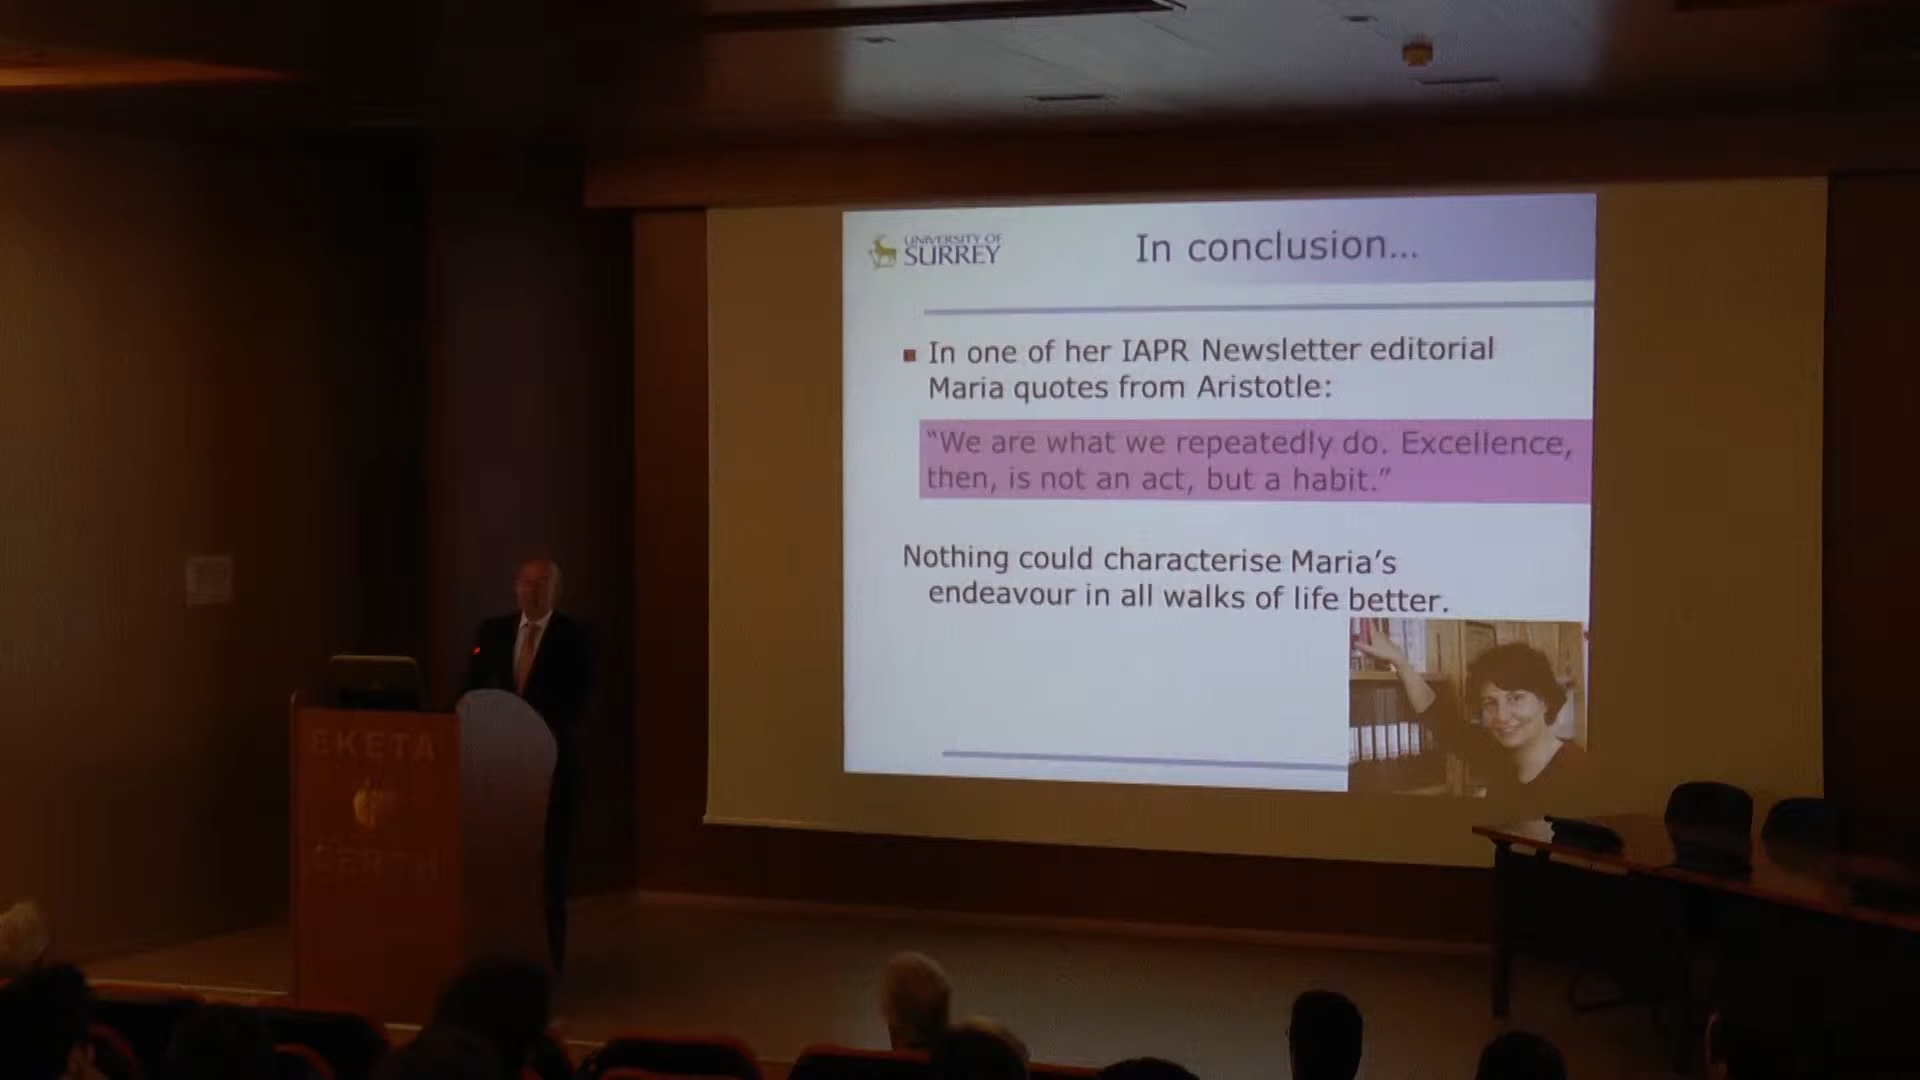 UNIVERSITY OF
SURREY
In conclusion...
In one of her IAPR Newsletter editorial
Maria quotes from Aristotle:
“We are what we repeatedly do. Excellence,
then, is not an act, but a habit.”
Nothing could characterise Maria’s
endeavour in all walks of life better.
ΕΚΕΤΑ
CERTH